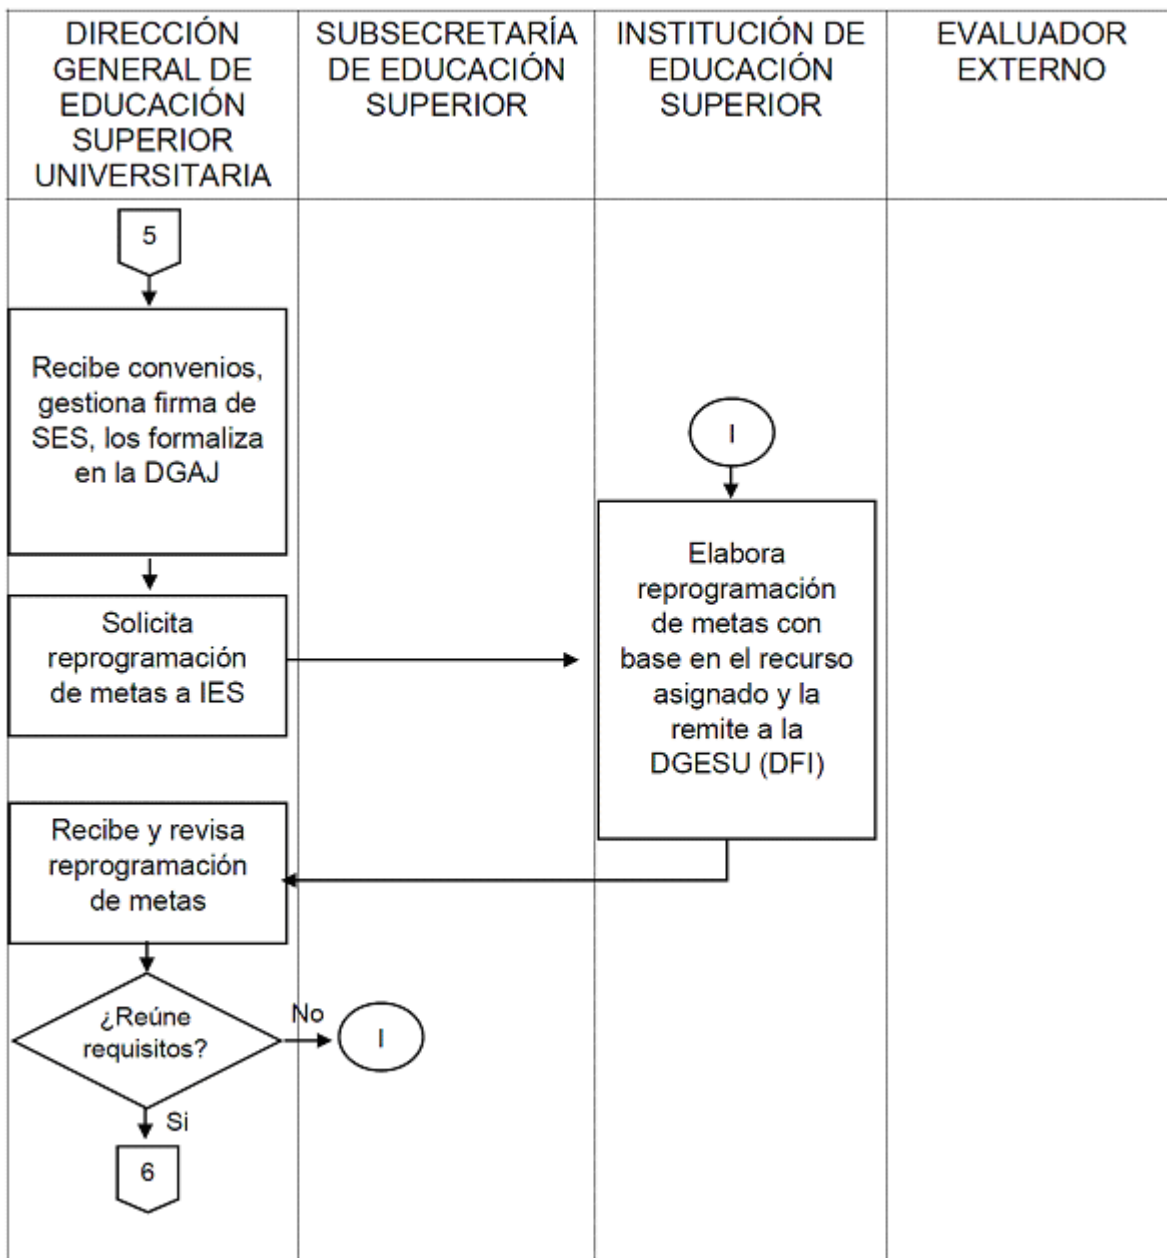 DIRECCIÓN
GENERAL DE
EDUCACIÓN
SUPERIOR
UNIVERSITARIA
SUBSECRETARÍA
DE EDUCACIÓN
SUPERIOR
INSTITUCIÓN DE
EDUCACIÓN
SUPERIOR
EVALUADOR
EXTERNO
5
Recibe convenios,
gestiona firma de
SES, los formaliza
en la DGAJ
I
Elabora
reprogramación
de metas con
base en el recurso
asignado y la
remite a la
DGESU (DFI)
Solicita
reprogramación
de metas a IES
Recibe y revisa
reprogramación
de metas
¿Reúne
requisitos?
No
I
Si
6